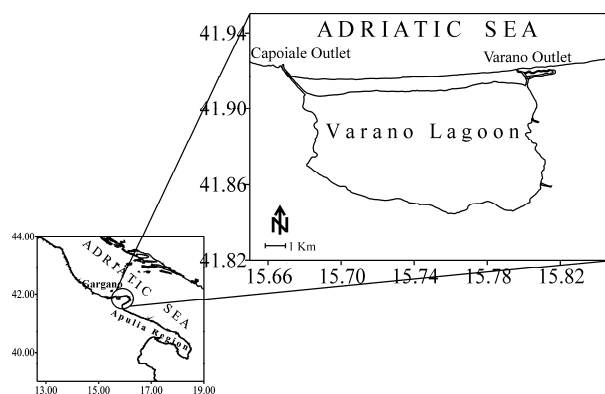 ADRIATIC SEA
41.94
Capoiale Outlet
Varano Outlet
41.90
Varano Lagoon
41.86
N
1 Km
41.82
15.66 15.70 15.74 15.78 15.82
44.00
ADRIATIC SEA
Gargano
42.00
Apulia Region
40.00
13.00 15.00 17.00 19.00